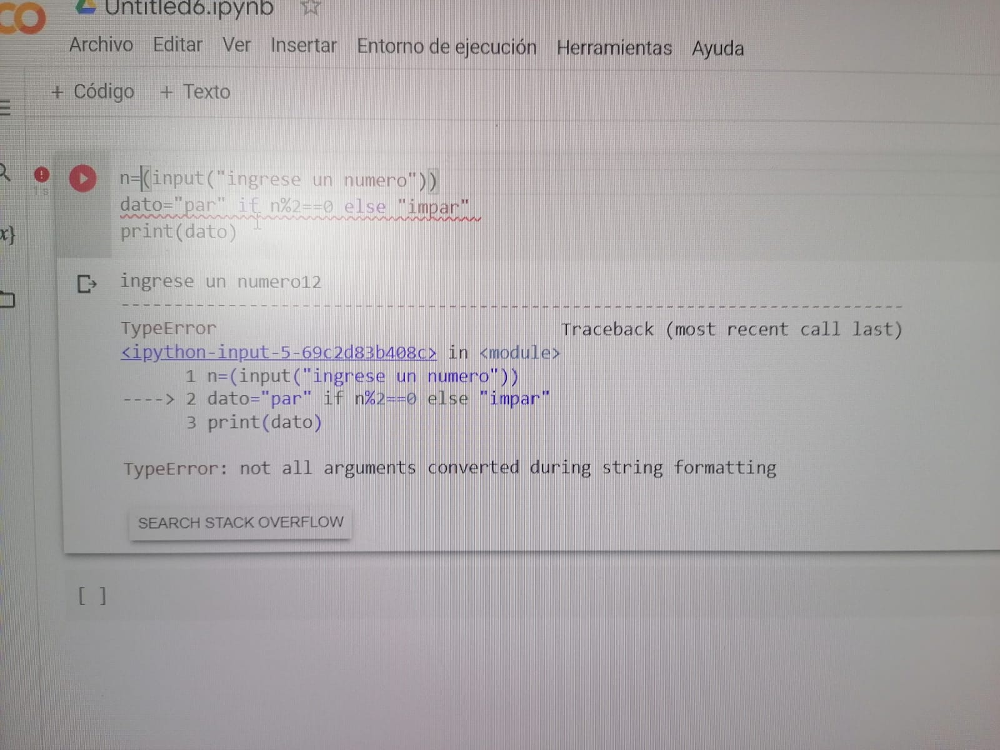 CO
Untitled6.ipynb
Archivo Editar Ver Insertar Entorno de ejecución Herramientas Ayuda
+ Código + Texto
1 s
n=(input("ingrese un numero"))
dato="par" if n%2==0 else "impar"
print(dato)
x}
ingrese un numero12
---------------------------------------------------------------------------
TypeError Traceback (most recent call last)
<ipython-input-5-69c2d83b408c> in <module>
1 n=(input("ingrese un numero"))
----> 2 dato="par" if n%2==0 else "impar"
3 print(dato)
TypeError: not all arguments converted during string formatting
SEARCH STACK OVERFLOW
[ ]